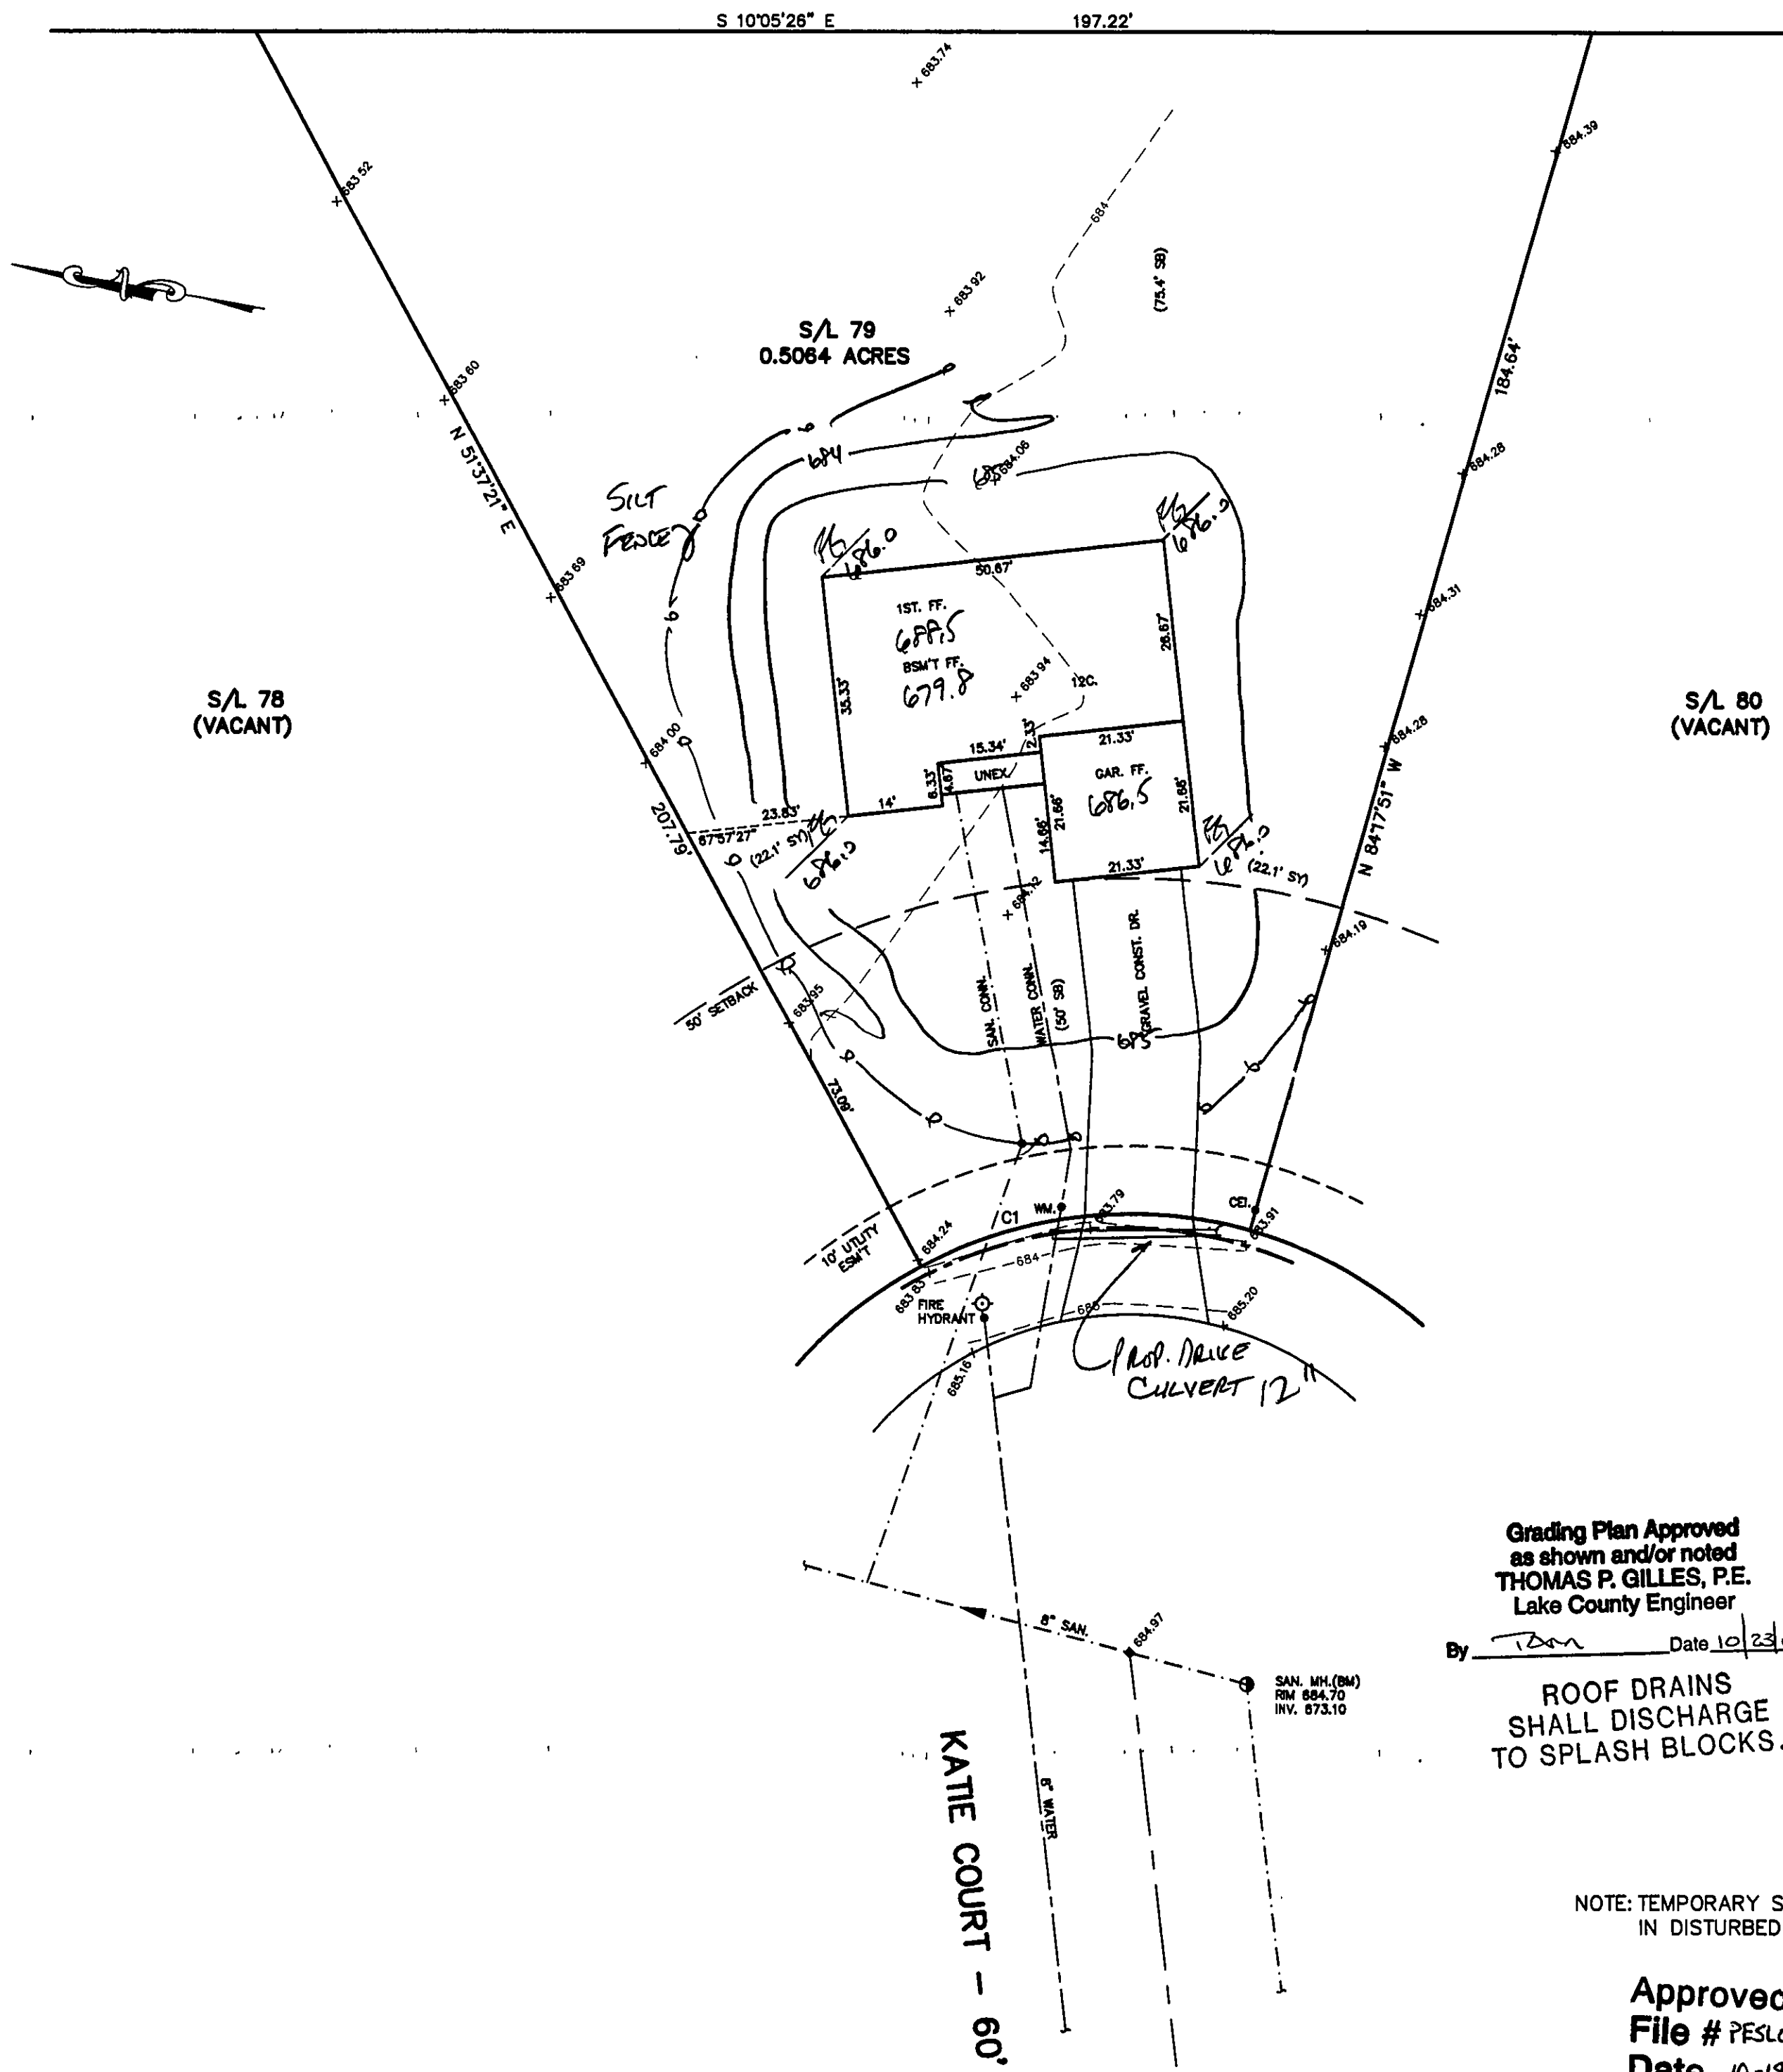 S 10°05'26" E 197.22'
683.74
684.39
683.52
684
683.92
(75.4' SB)
S/L 79
0.5064 ACRES
184.64'
683.60
N 51°37'21" E
684
685
684.06
684.28
SILT
FENCE
686.0
686.0
50.67'
683.69
684.31
1ST. FF.
688.5
BSM'T FF.
679.8
26.67'
35.33'
683.94
12C.
S/L 78
(VACANT)
S/L 80
(VACANT)
684.00
684.28
2.33'
21.33'
15.34'
6.33'
4.67'
UNEX.
GAR. FF.
686.5
21.66'
14'
23.83'
67°57'27"
(22.1' SY)
207.79'
686.0
14.66'
21.66'
21.33'
686.0
(22.1' SY)
N 84°17'51" W
684.12
684.19
50' SETBACK
683.95
SAN. CONN.
WATER CONN.
(50' SB)
GRAVEL CONST. DR.
685
73.09'
10' UTILITY
ESM'T
C1
WM.
683.79
CEI.
683.91
684.24
684
683.83
FIRE
HYDRANT
685
685.20
685.16
PROP. DRIVE
CULVERT 12"
Grading Plan Approved
as shown and/or noted
THOMAS P. GILLES, P.E.
Lake County Engineer
By Date 10/23/
8" SAN.
684.97
SAN. MH.(BM)
RIM 684.70
INV. 673.10
ROOF DRAINS
SHALL DISCHARGE
TO SPLASH BLOCKS.
WATER
KATIE COURT - 60'
NOTE: TEMPORARY S
IN DISTURBED
Approved
File # PESL
Date 10-19